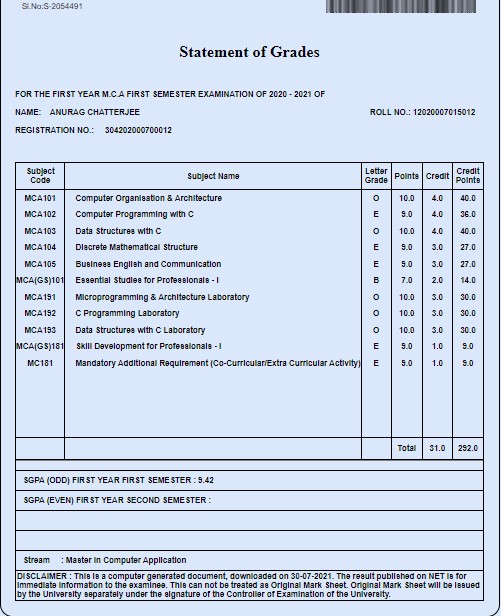 Sl.No:S-2054491
Statement of Grades
FOR THE FIRST YEAR M.C.A FIRST SEMESTER EXAMINATION OF 2020 - 2021 OF
NAME: ANURAG CHATTERJEE ROLL NO.: 12020007015012
REGISTRATION NO.: 304202000700012
Subject Code Subject Name Letter Grade Points Credit Credit Points
MCA101 Computer Organisation & Architecture O 10.0 4.0 40.0
MCA102 Computer Programming with C E 9.0 4.0 36.0
MCA103 Data Structures with C O 10.0 4.0 40.0
MCA104 Discrete Mathematical Structure E 9.0 3.0 27.0
MCA105 Business English and Communication E 9.0 3.0 27.0
MCA(GS)101 Essential Studies for Professionals - I B 7.0 2.0 14.0
MCA191 Microprogramming & Architecture Laboratory O 10.0 3.0 30.0
MCA192 C Programming Laboratory O 10.0 3.0 30.0
MCA193 Data Structures with C Laboratory O 10.0 3.0 30.0
MCA(GS)181 Skill Development for Professionals - I E 9.0 1.0 9.0
MC181 Mandatory Additional Requirement (Co-Curricular/Extra Curricular Activity) E 9.0 1.0 9.0
Total 31.0 292.0
SGPA (ODD) FIRST YEAR FIRST SEMESTER : 9.42
SGPA (EVEN) FIRST YEAR SECOND SEMESTER :
Stream : Master in Computer Application
DISCLAIMER : This is a computer generated document, downloaded on 30-07-2021. The result published on NET is for
immediate information to the examinee. This can not be treated as Original Mark Sheet. Original Mark Sheet will be issued
by the University separately under the signature of the Controller of Examination of the University.